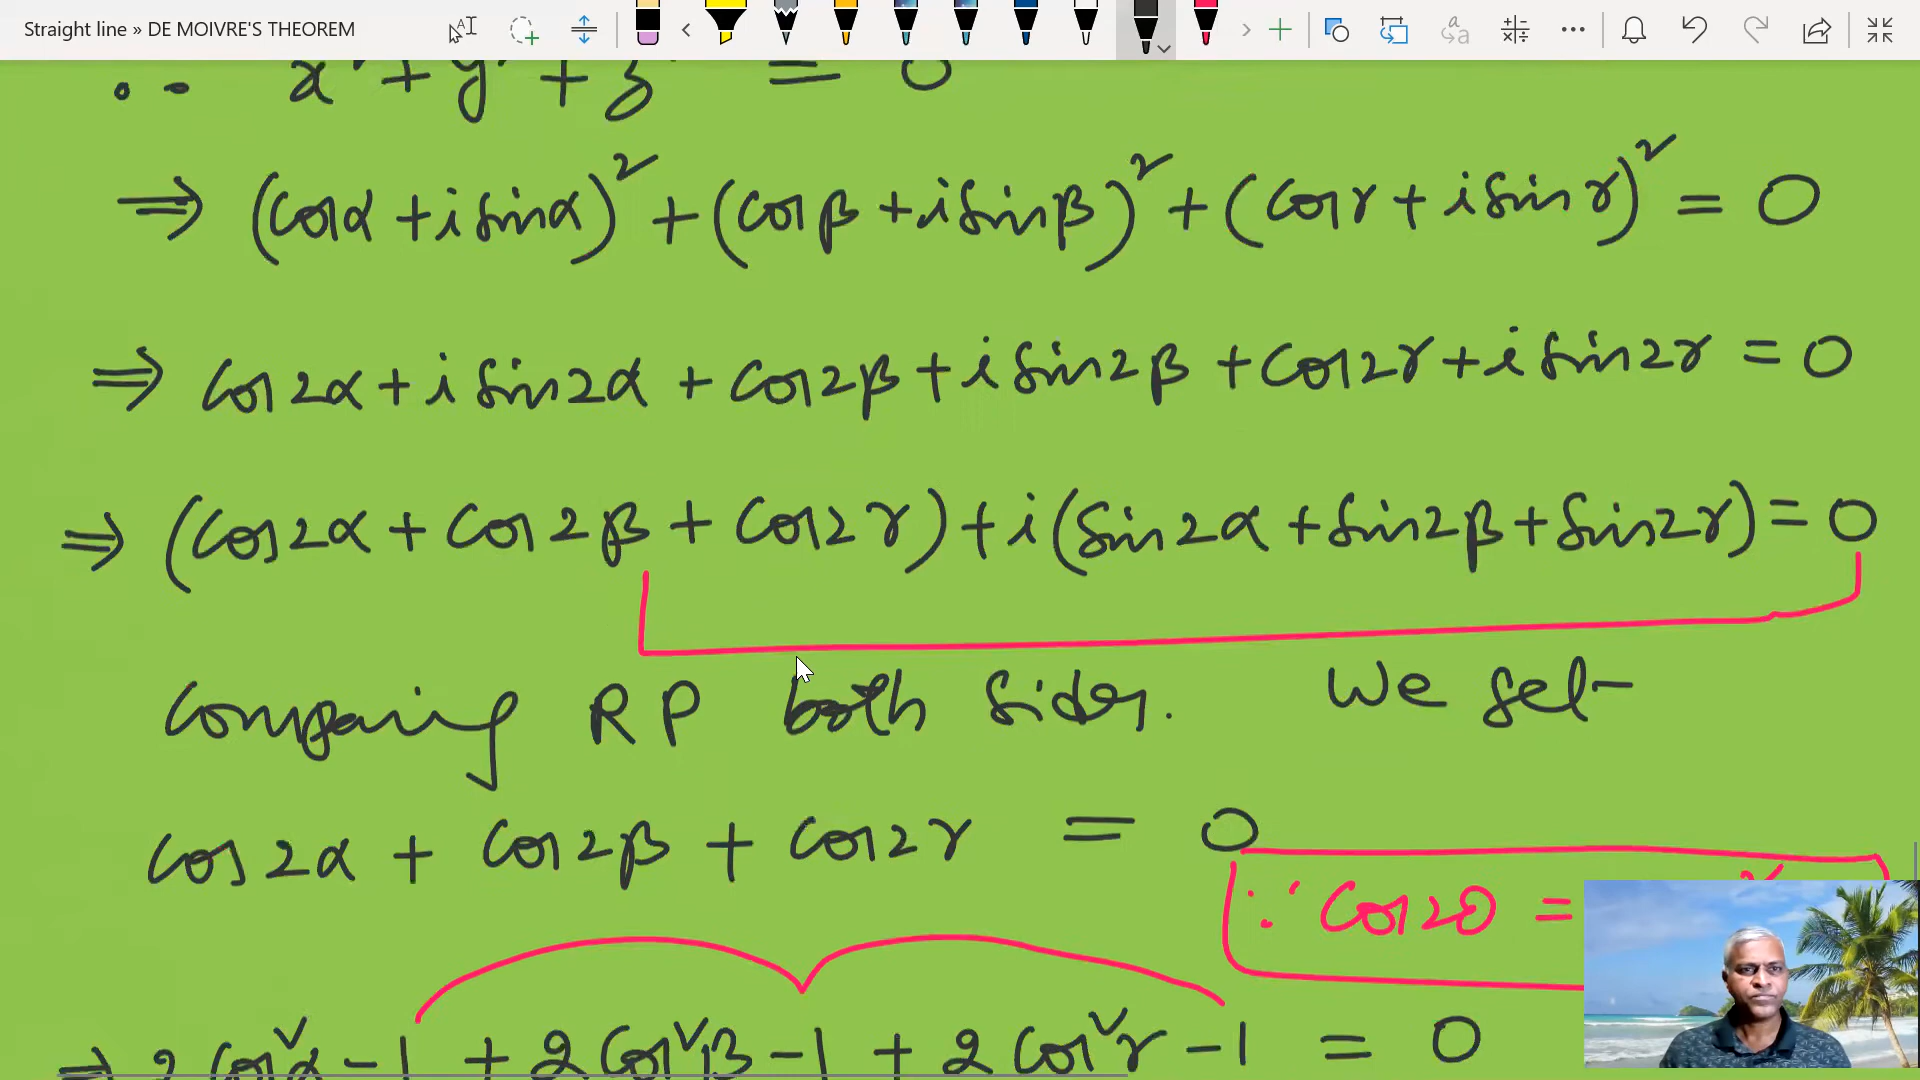 Straight line » DE MOIVRE'S THEOREM
∴ x² + y² + z² = 0
⇒ (cosα + i sinα)² + (cosβ + i sinβ)² + (cosγ + i sinγ)² = 0
⇒ cos2α + i sin2α + cos2β + i sin2β + cos2γ + i sin2γ = 0
⇒ (cos2α + cos2β + cos2γ) + i(sin2α + sin2β + sin2γ) = 0
Comparing RP both sides. We get
cos2α + cos2β + cos2γ = 0
∵ cos2θ =
⇒ 2cos²α - 1 + 2cos²β - 1 + 2cos²γ - 1 = 0